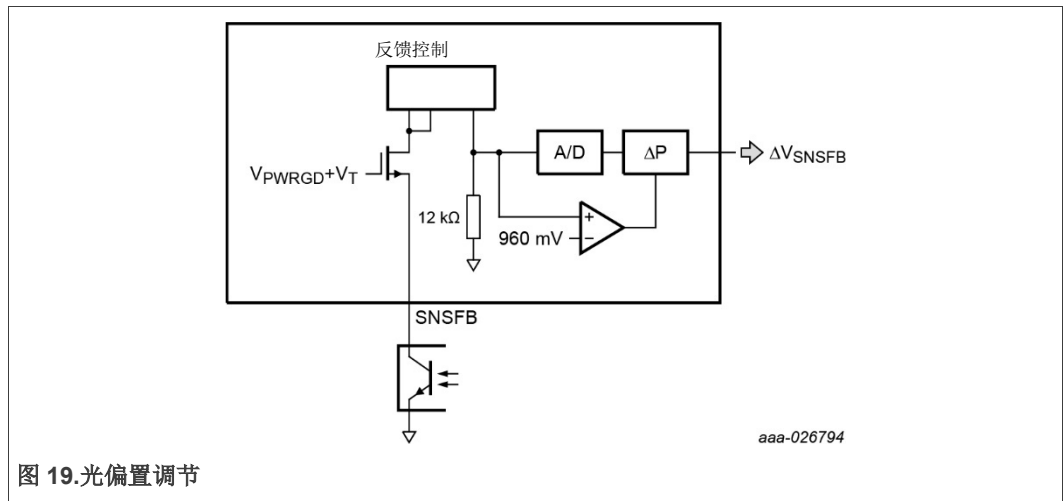 反馈控制
VPWRGD+VT
12 kΩ
A/D
ΔP
ΔVSNSFB
+
960 mV
−
SNSFB
aaa-026794
图 19.光偏置调节